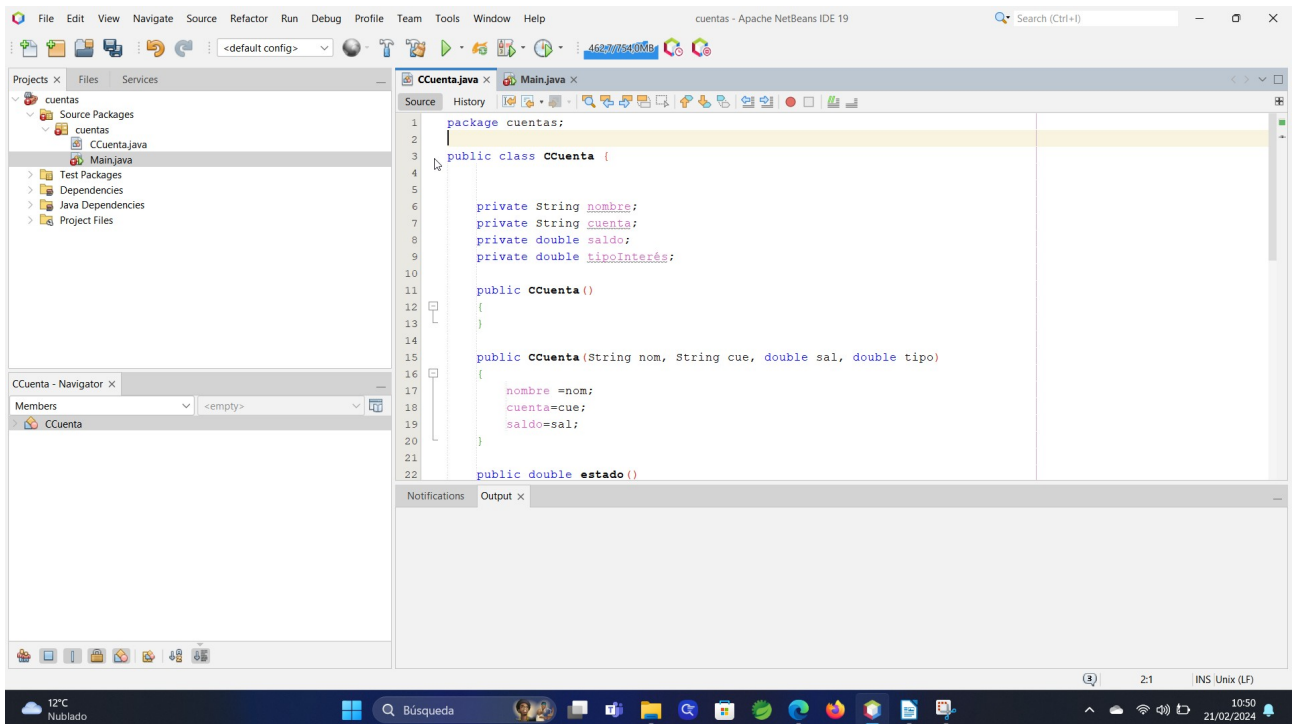 File Edit View Navigate Source Refactor Run Debug Profile Team Tools Window Help
cuentas - Apache NetBeans IDE 19
Search (Ctrl+I)
<default config>
462,7/754,0MB
Projects
Files
Services
cuentas
Source Packages
cuentas
CCuenta.java
Main.java
Test Packages
Dependencies
Java Dependencies
Project Files
CCuenta - Navigator
Members
<empty>
CCuenta
CCuenta.java
Main.java
Source
History
1 package cuentas;
2
3 public class CCuenta {
4
5
6 private String nombre;
7 private String cuenta;
8 private double saldo;
9 private double tipoInterés;
10
11 public CCuenta()
12 {
13 }
14
15 public CCuenta(String nom, String cue, double sal, double tipo)
16 {
17 nombre =nom;
18 cuenta=cue;
19 saldo=sal;
20 }
21
22 public double estado()
Notifications
Output
3
2:1
INS
Unix (LF)
12°C
Nublado
Búsqueda
10:50
21/02/2024